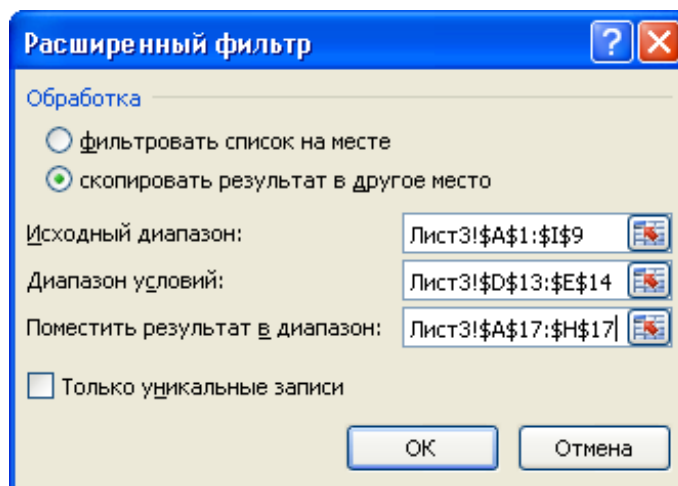 Расширенный фильтр
Обработка
фильтровать список на месте
скопировать результат в другое место
Исходный диапазон: Лист3!$A$1:$I$9
Диапазон условий: Лист3!$D$13:$E$14
Поместить результат в диапазон: Лист3!$A$17:$H$17
Только уникальные записи
ОК Отмена